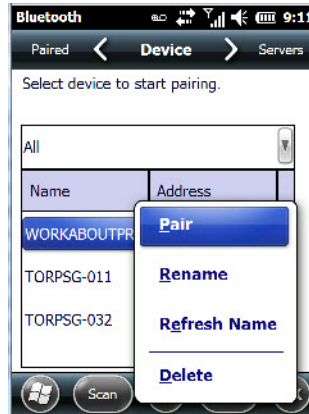 Bluetooth 9:11
Paired Device Servers
Select device to
start pairing.
All
Name Address
WORKABOUTPR
TORPSG-011
TORPSG-032
Pair
Rename
Refresh Name
Delete
Scan